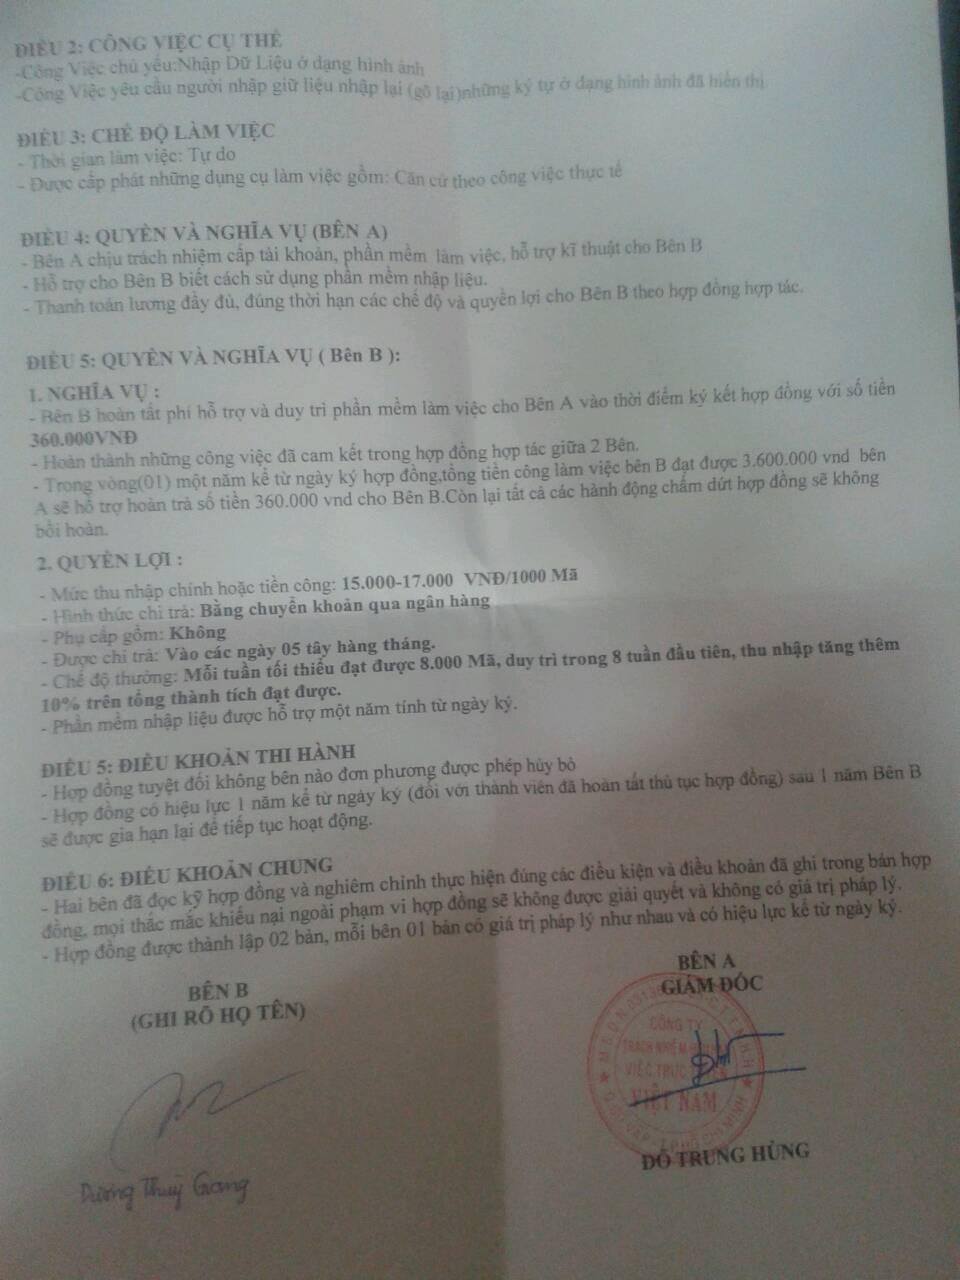 ĐIỀU 2: CÔNG VIỆC CỤ THỂ
-Công Việc chủ yếu:Nhập Dữ Liệu ở dạng hình ảnh
-Công Việc yêu cầu người nhập giữ liệu nhập lại (gõ lại)những ký tự ở dạng hình ảnh đã hiển thị
ĐIỀU 3: CHẾ ĐỘ LÀM VIỆC
- Thời gian làm việc: Tự do
- Được cấp phát những dụng cụ làm việc gồm: Căn cứ theo công việc thực tế
ĐIỀU 4: QUYỀN VÀ NGHĨA VỤ (BÊN A)
- Bên A chịu trách nhiệm cấp tài khoản, phần mềm làm việc, hỗ trợ kĩ thuật cho Bên B
- Hỗ trợ cho Bên B biết cách sử dụng phần mềm nhập liệu.
- Thanh toán lương đầy đủ, đúng thời hạn các chế độ và quyền lợi cho Bên B theo hợp đồng hợp tác.
ĐIỀU 5: QUYỀN VÀ NGHĨA VỤ ( Bên B ):
1. NGHĨA VỤ :
- Bên B hoàn tất phí hỗ trợ và duy trì phần mềm làm việc cho Bên A vào thời điểm ký kết hợp đồng với số tiền
360.000VNĐ
- Hoàn thành những công việc đã cam kết trong hợp đồng hợp tác giữa 2 Bên.
- Trong vòng(01) một năm kể từ ngày ký hợp đồng,tổng tiền công làm việc bên B đạt được 3.600.000 vnd bên
A sẽ hỗ trợ hoàn trả số tiền 360.000 vnd cho Bên B.Còn lại tất cả các hành động chấm dứt hợp đồng sẽ không
bồi hoàn.
2. QUYỀN LỢI :
- Mức thu nhập chính hoặc tiền công: 15.000-17.000 VNĐ/1000 Mã
- Hình thức chi trả: Bằng chuyển khoản qua ngân hàng
- Phụ cấp gồm: Không
- Được chi trả: Vào các ngày 05 tây hàng tháng.
- Chế độ thưởng: Mỗi tuần tối thiểu đạt được 8.000 Mã, duy trì trong 8 tuần đầu tiên, thu nhập tăng thêm
10% trên tổng thành tích đạt được.
- Phần mềm nhập liệu được hỗ trợ một năm tính từ ngày ký.
ĐIỀU 5: ĐIỀU KHOẢN THI HÀNH
- Hợp đồng tuyệt đối không bên nào đơn phương được phép hủy bỏ
- Hợp đồng có hiệu lực 1 năm kể từ ngày ký (đối với thành viên đã hoàn tất thủ tục hợp đồng) sau 1 năm Bên B
sẽ được gia hạn lại để tiếp tục hoạt động.
ĐIỀU 6: ĐIỀU KHOẢN CHUNG
- Hai bên đã đọc kỹ hợp đồng và nghiêm chỉnh thực hiện đúng các điều kiện và điều khoản đã ghi trong bản hợp
đồng, mọi thắc mắc khiếu nại ngoài phạm vi hợp đồng sẽ không được giải quyết và không có giá trị pháp lý.
- Hợp đồng được thành lập 02 bản, mỗi bên 01 bản có giá trị pháp lý như nhau và có hiệu lực kể từ ngày ký.
BÊN A
GIÁM ĐỐC
BÊN B
(GHI RÕ HỌ TÊN)
CÔNG TY
TRÁCH NHIỆM
VIỆC TRỰC
VIỆT NAM
ĐỖ TRUNG HÙNG
Dương Thuỳ Giang